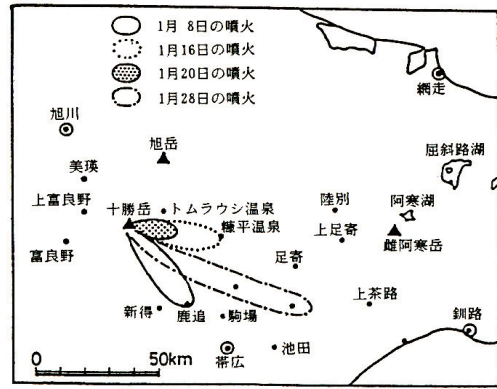 1月 8日の噴火
1月16日の噴火
1月20日の噴火
1月28日の噴火
網走
旭川
旭岳
屈斜路湖
美瑛
上富良野
十勝岳
トムラウシ温泉
陸別
阿寒湖
糠平温泉
上足寄
雌阿寒岳
富良野
足寄
新得
鹿追
駒場
上茶路
釧路
0
50km
帯広
池田